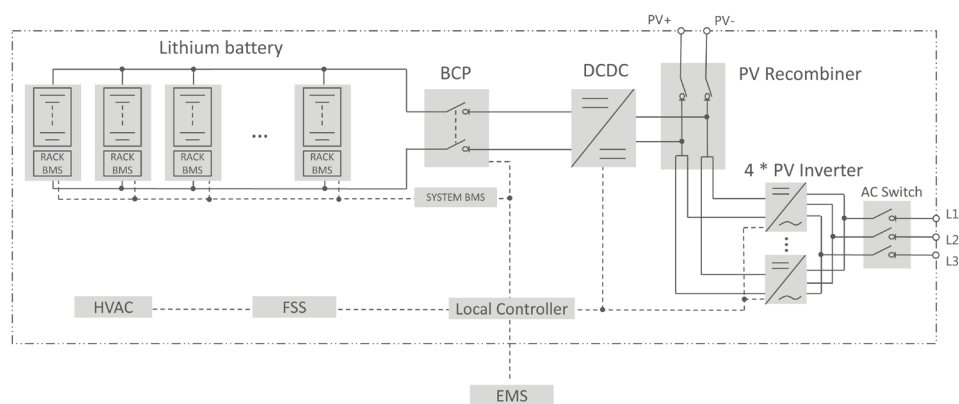 PV+ PV-
Lithium battery
BCP
DCDC
PV Recombiner
...
RACK
BMS
RACK
BMS
RACK
BMS
RACK
BMS
SYSTEM BMS
4 * PV Inverter
AC Switch
L1
L2
L3
HVAC
FSS
Local Controller
EMS